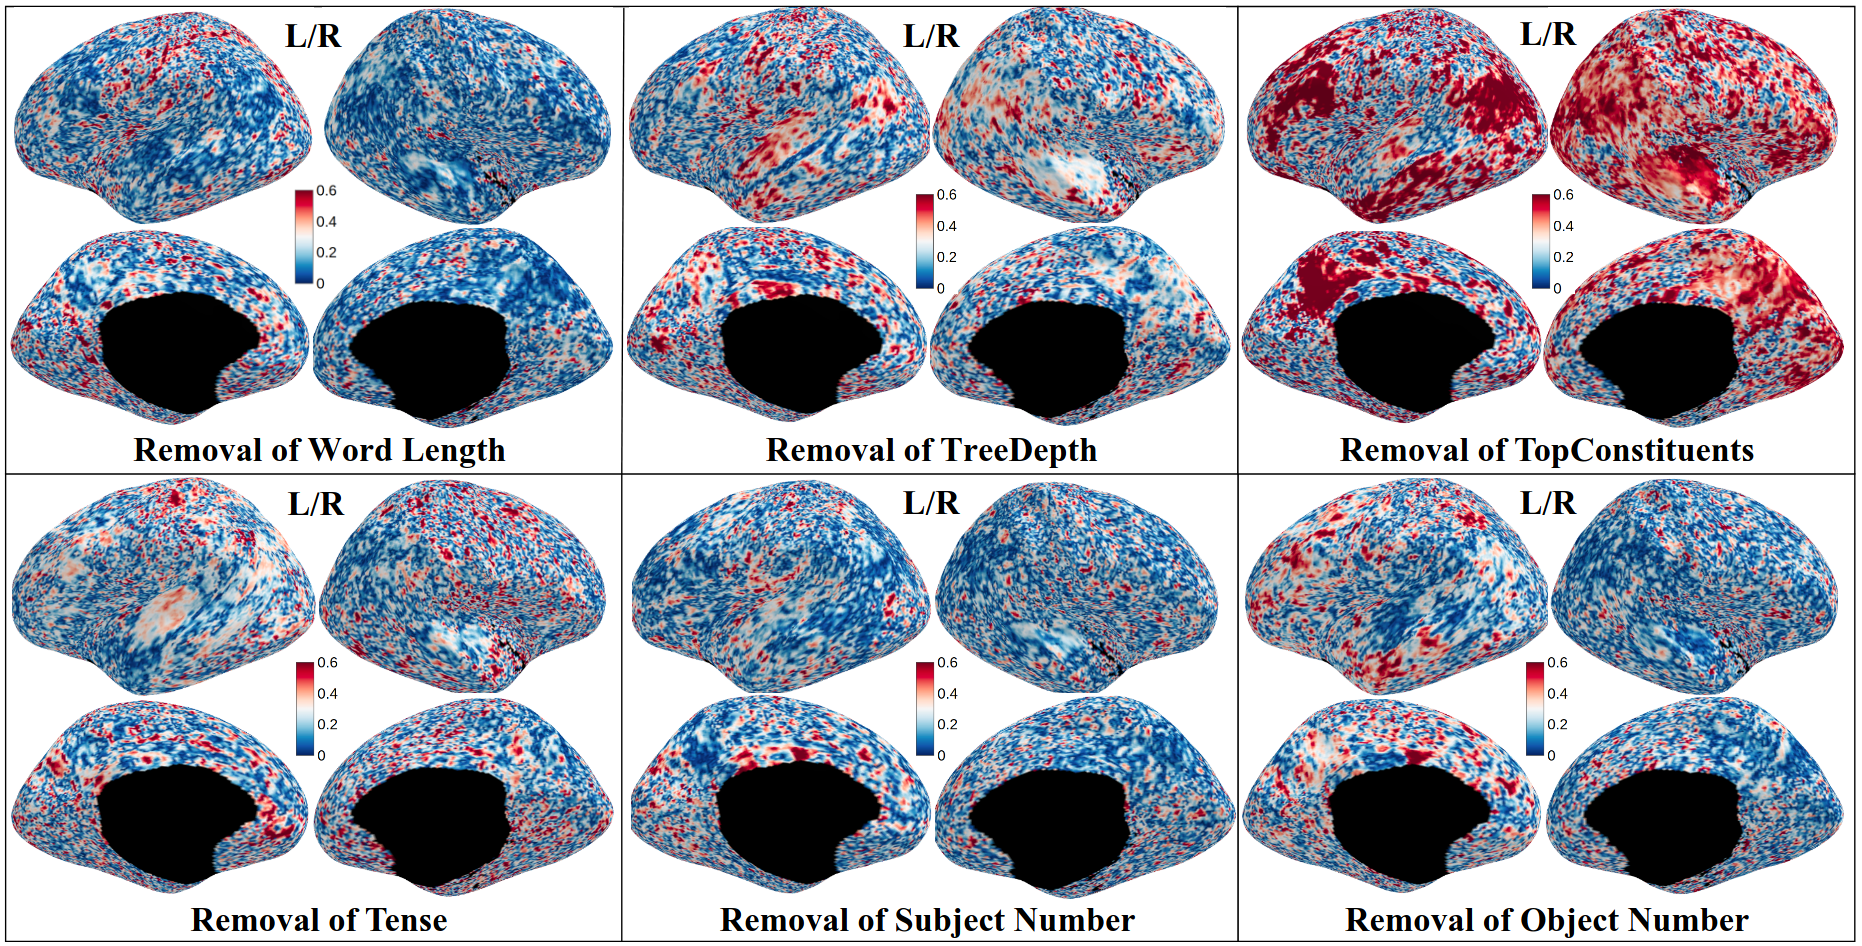 L/R
0.6
0.4
0.2
0
Removal of Word Length
L/R
0.6
0.4
0.2
0
Removal of TreeDepth
L/R
0.6
0.4
0.2
0
Removal of TopConstituents
L/R
0.6
0.4
0.2
0
Removal of Tense
L/R
0.6
0.4
0.2
0
Removal of Subject Number
L/R
0.6
0.4
0.2
0
Removal of Object Number